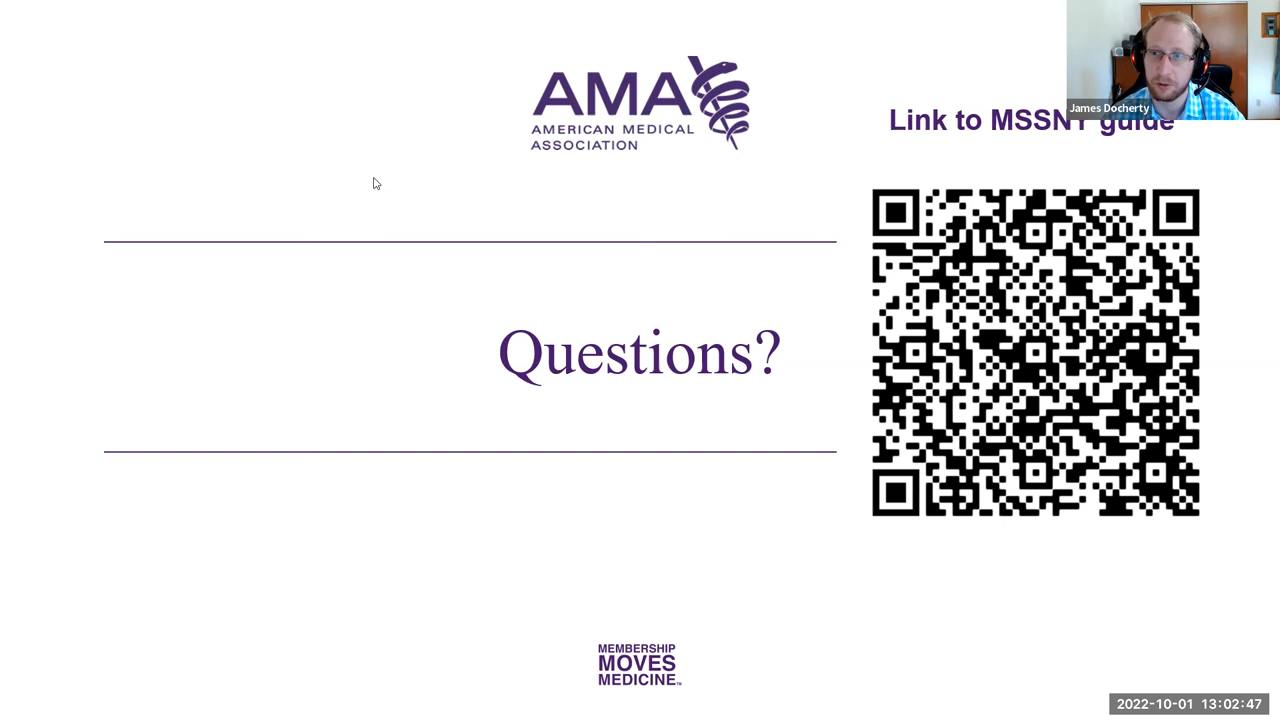 AMA
AMERICAN MEDICAL
ASSOCIATION
James Docherty
Link to MSSNY guide
Questions?
MEMBERSHIP
MOVES
MEDICINE™
2022-10-01 13:02:47